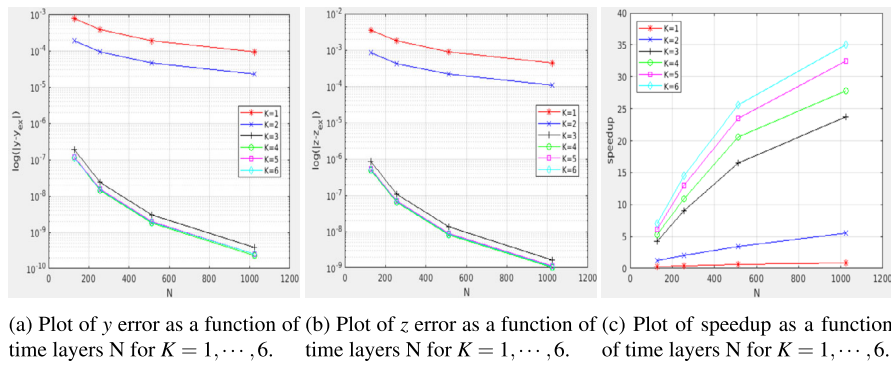 10^-3
10^-4
10^-5
10^-6
10^-7
10^-8
10^-9
10^-10
log(|y-y_ex|)
0 200 400 600 800 1000 1200
N
K=1
K=2
K=3
K=4
K=5
K=6
10^-2
10^-3
10^-4
10^-5
10^-6
10^-7
10^-8
10^-9
log(|z-z_ex|)
0 200 400 600 800 1000 1200
N
K=1
K=2
K=3
K=4
K=5
K=6
40
35
30
25
20
15
10
5
0
speedup
0 200 400 600 800 1000 1200
N
K=1
K=2
K=3
K=4
K=5
K=6
(a) Plot of y error as a function of
time layers N for K = 1, ⋯ , 6.
(b) Plot of z error as a function of
time layers N for K = 1, ⋯ , 6.
(c) Plot of speedup as a function
of time layers N for K = 1, ⋯ , 6.